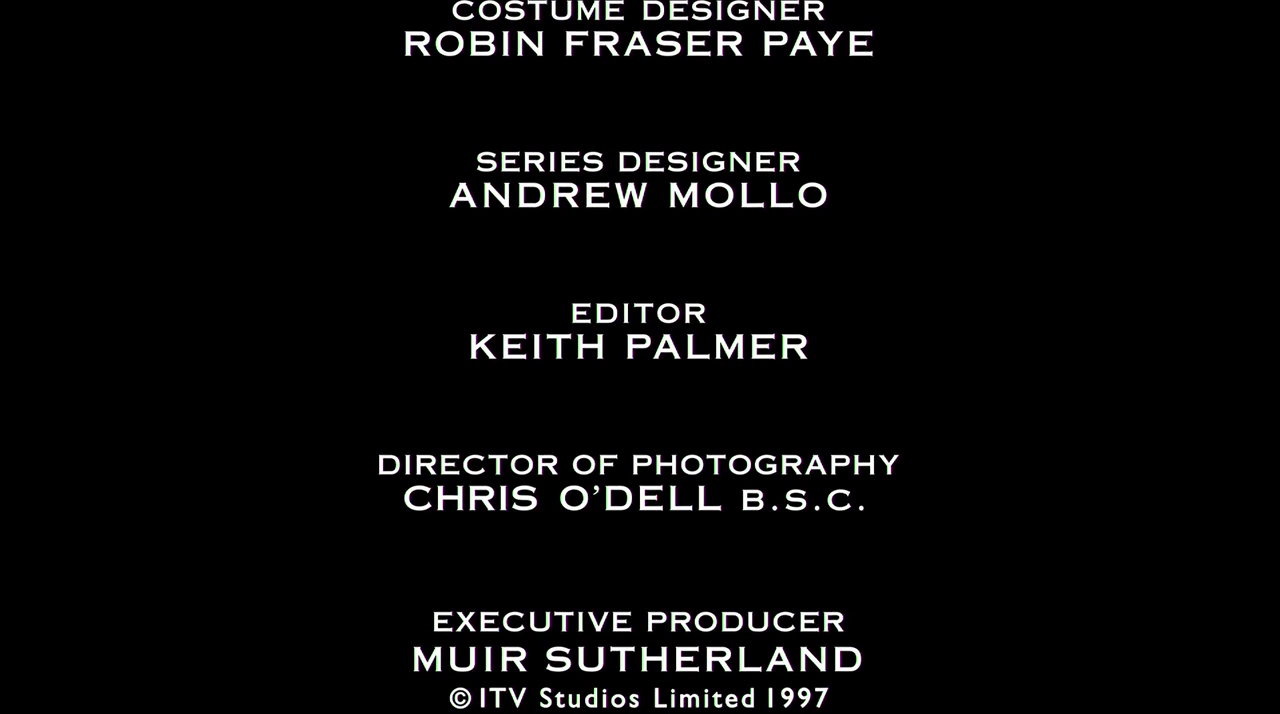 COSTUME DESIGNER
ROBIN FRASER PAYE
SERIES DESIGNER
ANDREW MOLLO
EDITOR
KEITH PALMER
DIRECTOR OF PHOTOGRAPHY
CHRIS O’DELL B.S.C.
EXECUTIVE PRODUCER
MUIR SUTHERLAND
© ITV Studios Limited 1997